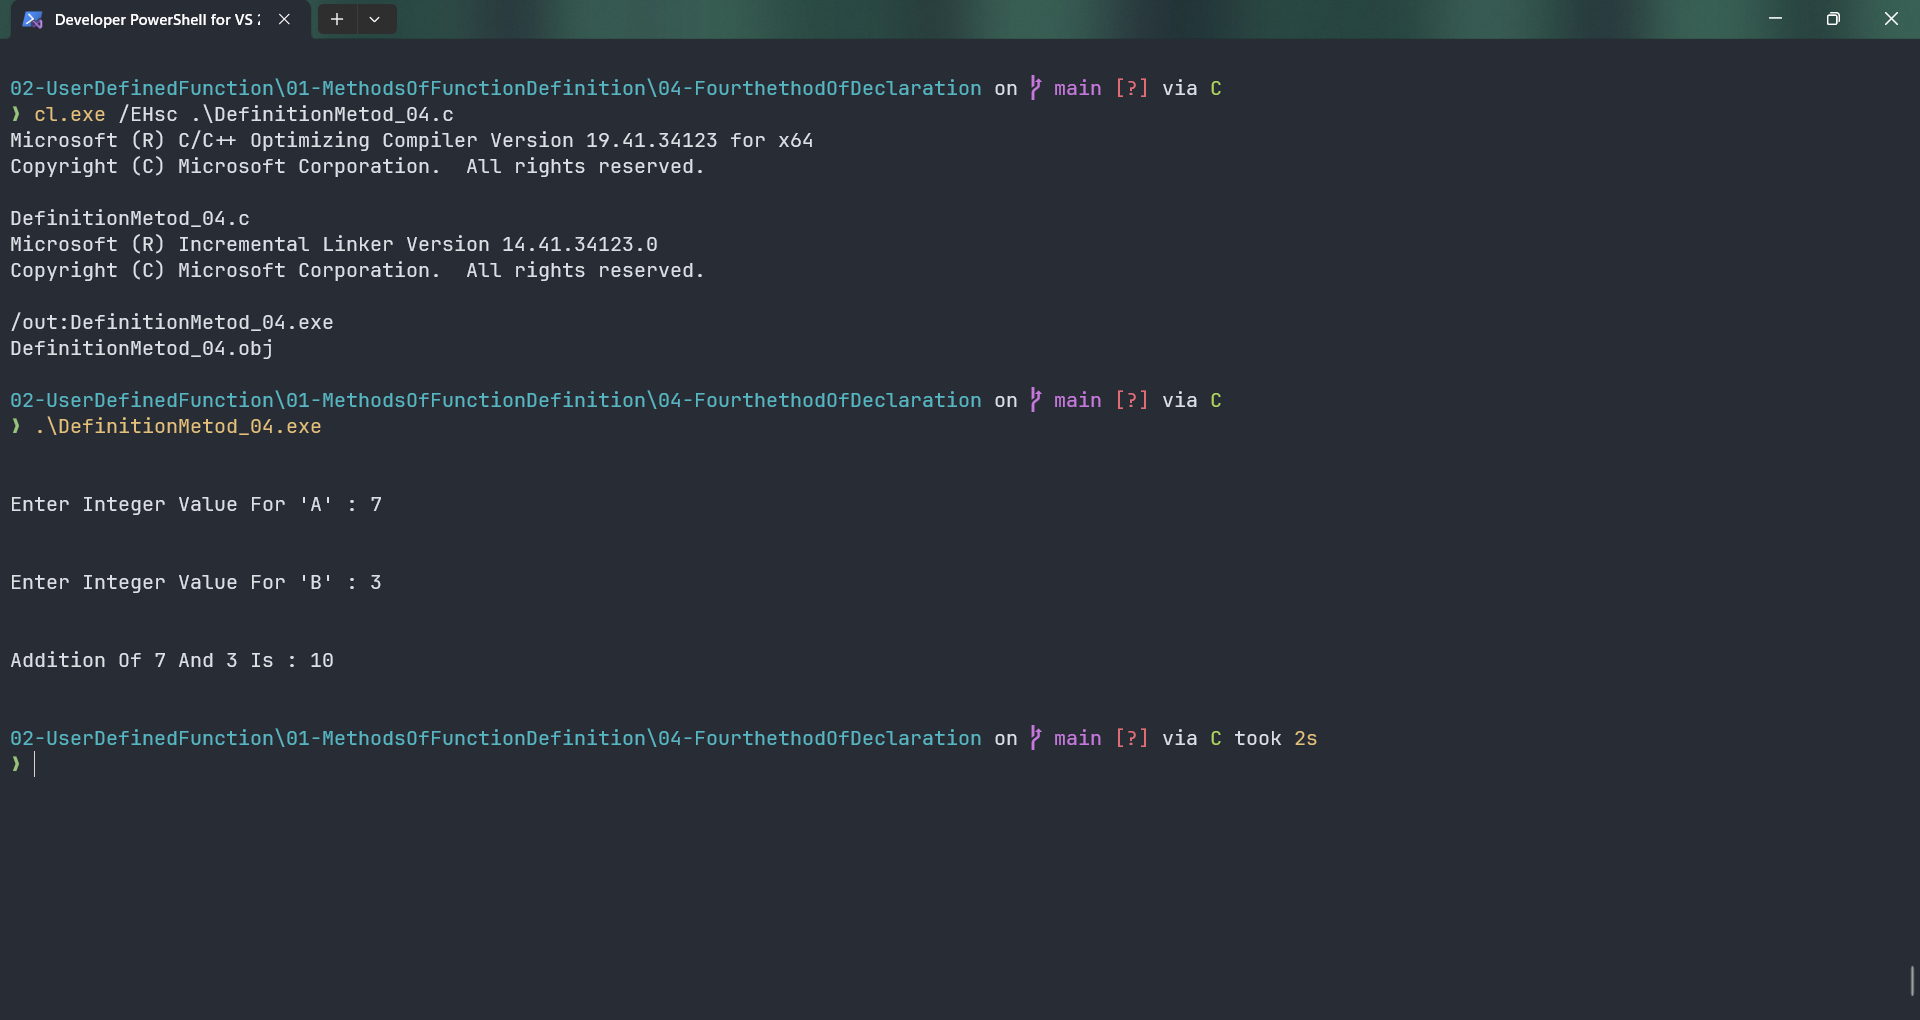 Developer PowerShell for VS
02-UserDefinedFunction\01-MethodsOfFunctionDefinition\04-FourthethodOfDeclaration on main [?] via C
❯ cl.exe /EHsc .\DefinitionMetod_04.c
Microsoft (R) C/C++ Optimizing Compiler Version 19.41.34123 for x64
Copyright (C) Microsoft Corporation.  All rights reserved.
DefinitionMetod_04.c
Microsoft (R) Incremental Linker Version 14.41.34123.0
Copyright (C) Microsoft Corporation.  All rights reserved.
/out:DefinitionMetod_04.exe
DefinitionMetod_04.obj
02-UserDefinedFunction\01-MethodsOfFunctionDefinition\04-FourthethodOfDeclaration on main [?] via C
❯ .\DefinitionMetod_04.exe
Enter Integer Value For 'A' : 7
Enter Integer Value For 'B' : 3
Addition Of 7 And 3 Is : 10
02-UserDefinedFunction\01-MethodsOfFunctionDefinition\04-FourthethodOfDeclaration on main [?] via C took 2s
❯